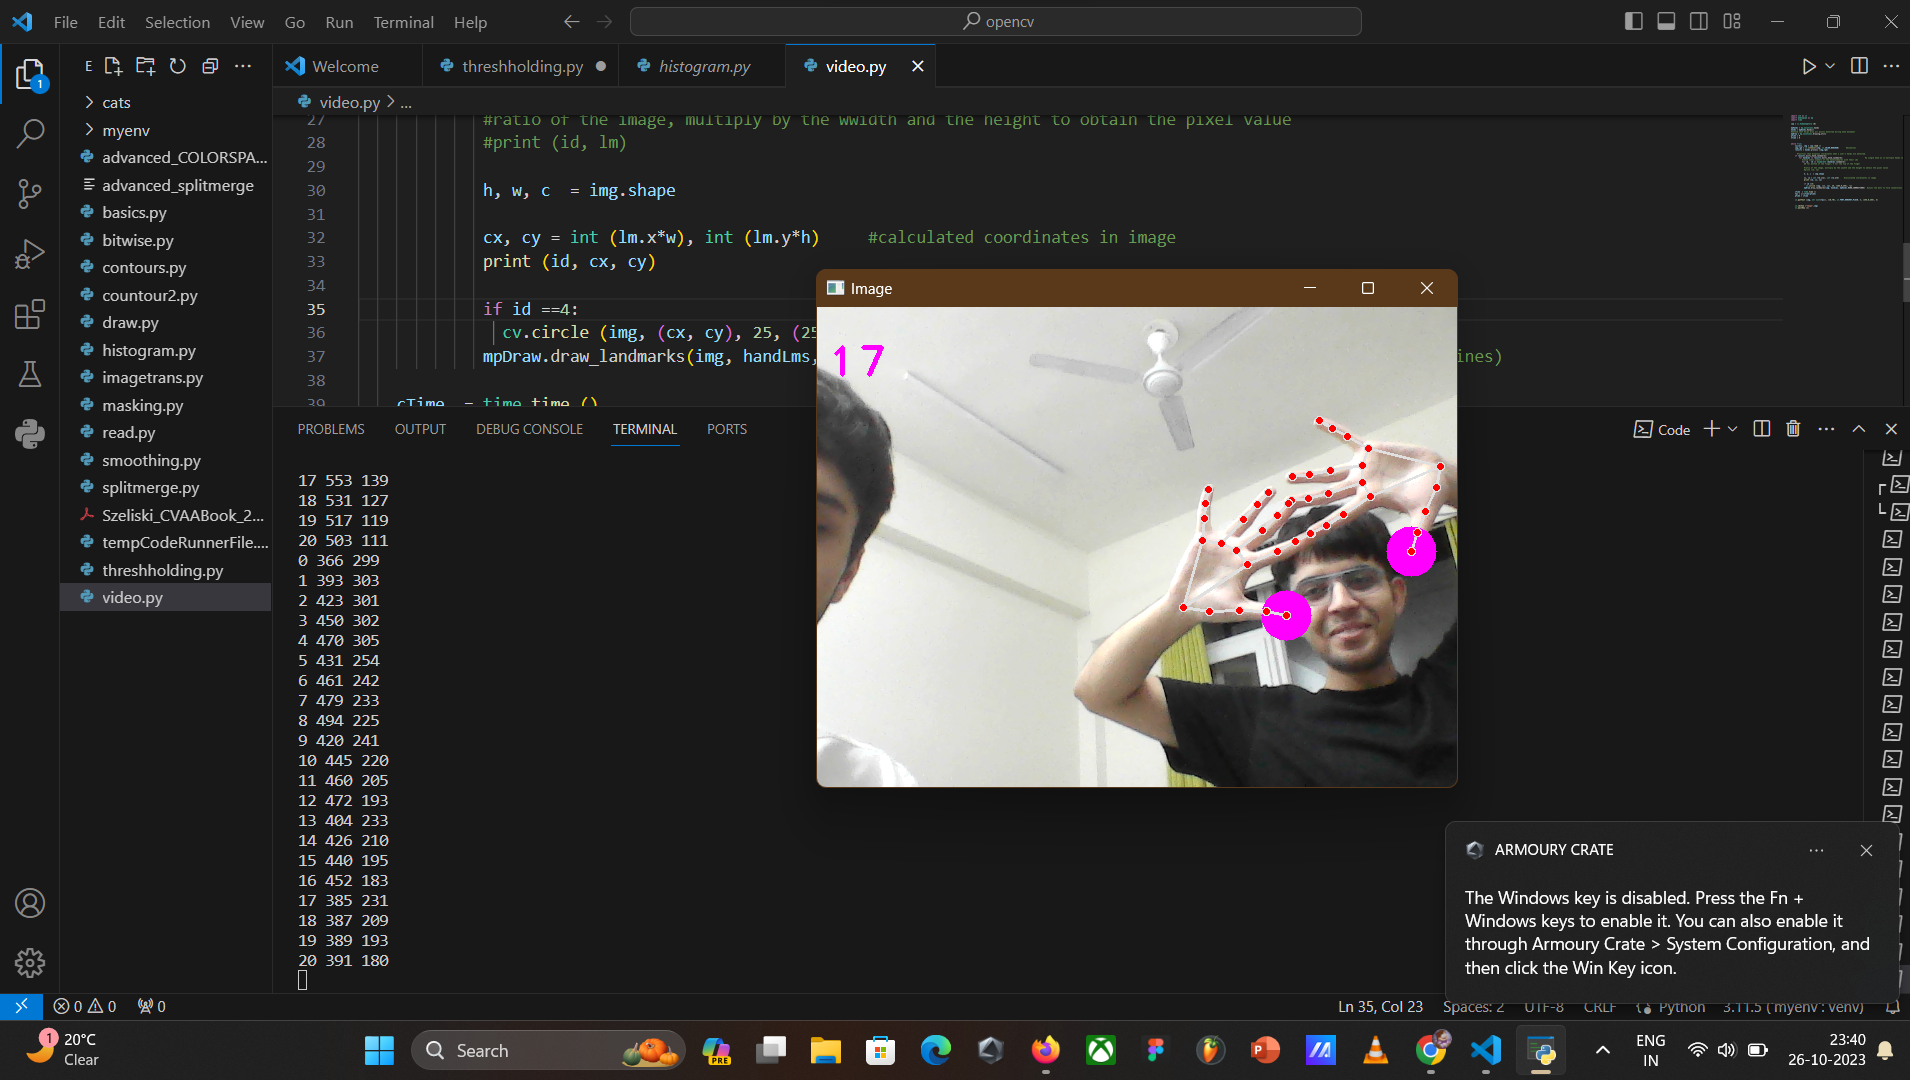 File Edit Selection View Go Run Terminal Help
opencv
E
Welcome
threshholding.py
histogram.py
video.py
video.py > ...
1
cats
myenv
advanced_COLORSPA...
advanced_splitmerge
basics.py
bitwise.py
contours.py
countour2.py
draw.py
histogram.py
imagetrans.py
masking.py
read.py
smoothing.py
splitmerge.py
Szeliski_CVAABook_2...
tempCodeRunnerFile....
threshholding.py
video.py
27 #ratio of the image, multiply by the wwidth and the height to obtain the pixel value
28 #print (id, lm)
29
30 h, w, c  = img.shape
31
32 cx, cy = int (lm.x*w), int (lm.y*h)     #calculated coordinates in image
33 print (id, cx, cy)
34
35 if id ==4:
36 cv.circle (img, (cx, cy), 25, (25
37 mpDraw.draw_landmarks(img, handLms, ines)
38
39 cTime  = time.time ()
Image
17
PROBLEMS OUTPUT DEBUG CONSOLE TERMINAL PORTS
Code
17 553 139
18 531 127
19 517 119
20 503 111
0 366 299
1 393 303
2 423 301
3 450 302
4 470 305
5 431 254
6 461 242
7 479 233
8 494 225
9 420 241
10 445 220
11 460 205
12 472 193
13 404 233
14 426 210
15 440 195
16 452 183
17 385 231
18 387 209
19 389 193
20 391 180
ARMOURY CRATE
The Windows key is disabled. Press the Fn +
Windows keys to enable it. You can also enable it
through Armoury Crate > System Configuration, and
then click the Win Key icon.
0 0 0
Ln 35, Col 23 Spaces: 2 UTF-8 CRLF Python 3.11.5 ('myenv': venv)
1
20°C
Clear
Search
PRE
ENG
IN
23:40
26-10-2023